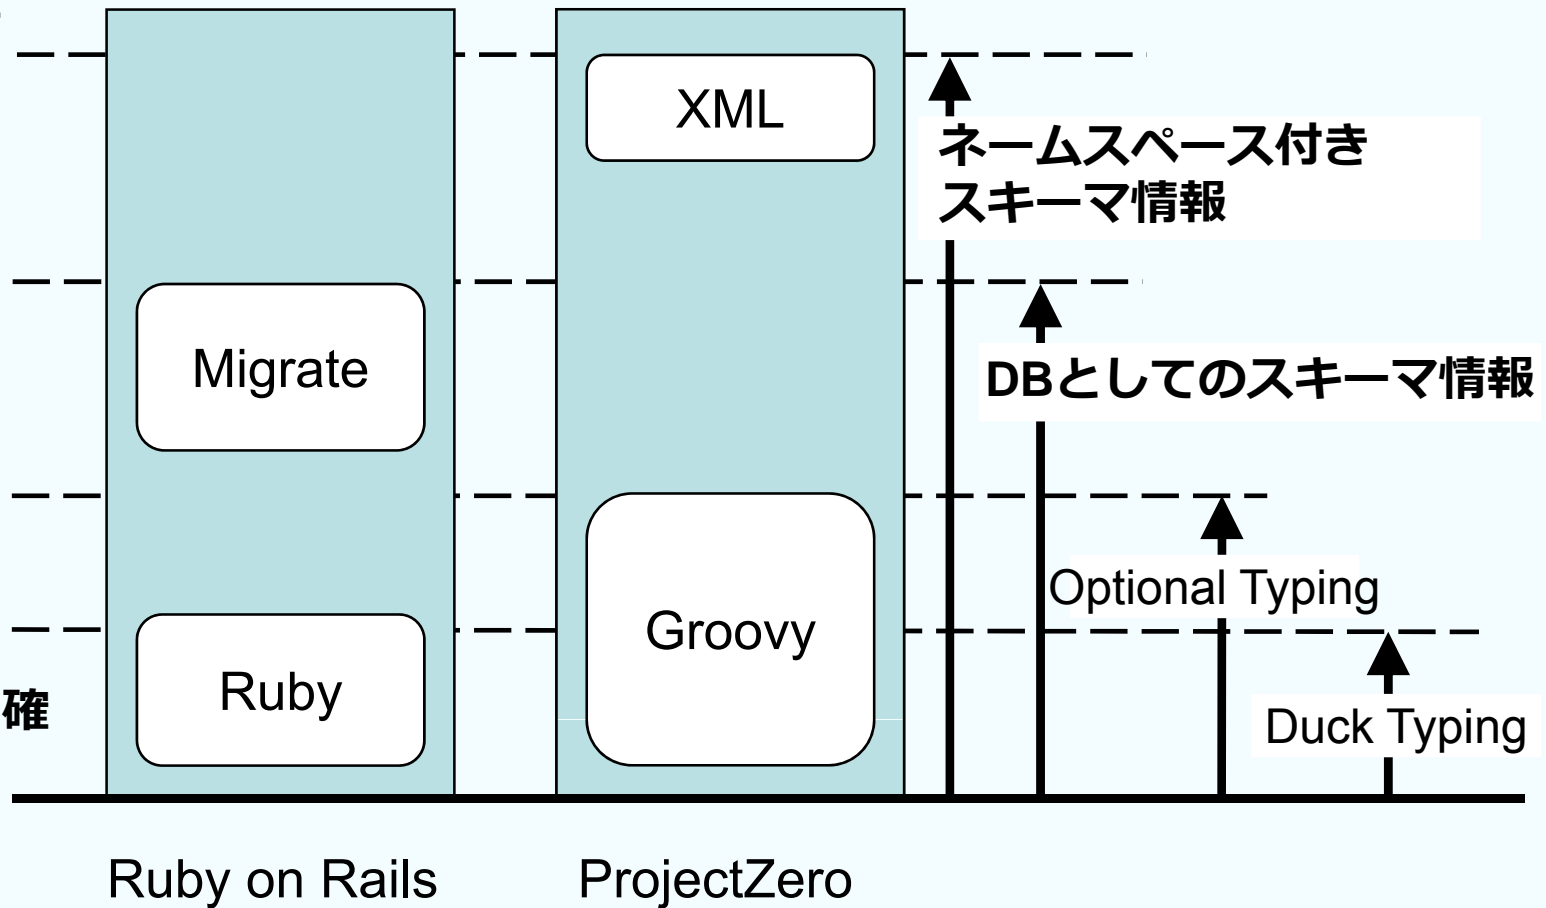 XML
ネームスペース付き
スキーマ情報
Migrate
DBとしてのスキーマ情報
Optional Typing
Groovy
Ruby
確
Duck Typing
Ruby on Rails
ProjectZero